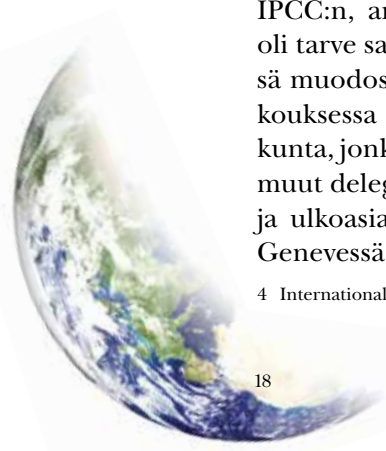 IPCC:n, ar
oli tarve sa
sä muodos
kouksessa
kunta, jonk
muut deleg
ja ulkoasia
Genevessä
4 International
18